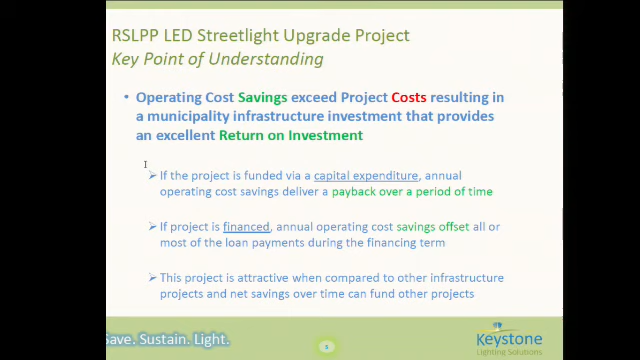 RSLPP LED Streetlight Upgrade Project
Key Point of Understanding
• Operating Cost Savings exceed Project Costs resulting in
a municipality infrastructure investment that provides
an excellent Return on Investment
➢ If the project is funded via a capital expenditure, annual
operating cost savings deliver a payback over a period of time
➢ If project is financed, annual operating cost savings offset all or
most of the loan payments during the financing term
➢ This project is attractive when compared to other infrastructure
projects and net savings over time can fund other projects
Save. Sustain. Light.
Keystone
Lighting Solutions